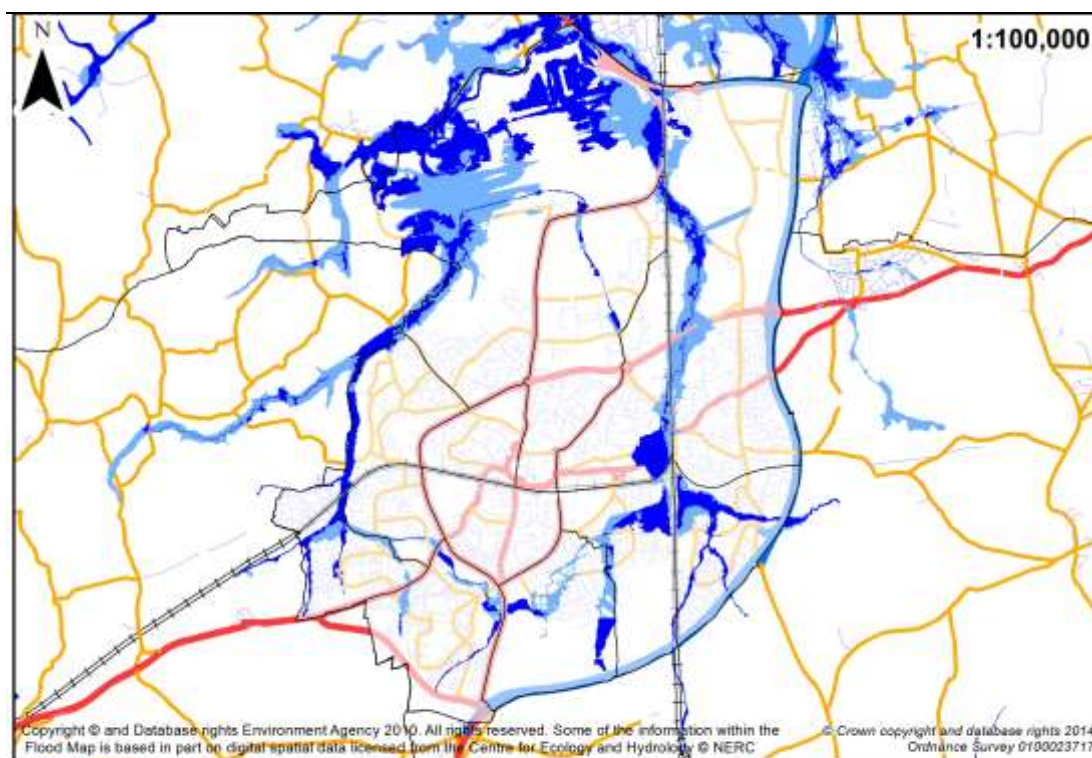 N
1:100,000
Copyright © and Database rights Environment Agency 2010. All rights reserved. Some of the information within the
Flood Map is based in part on digital spatial data licensed from the Centre for Ecology and Hydrology © NERC
© Crown copyright and database rights 2014
Ordnance Survey 010002371